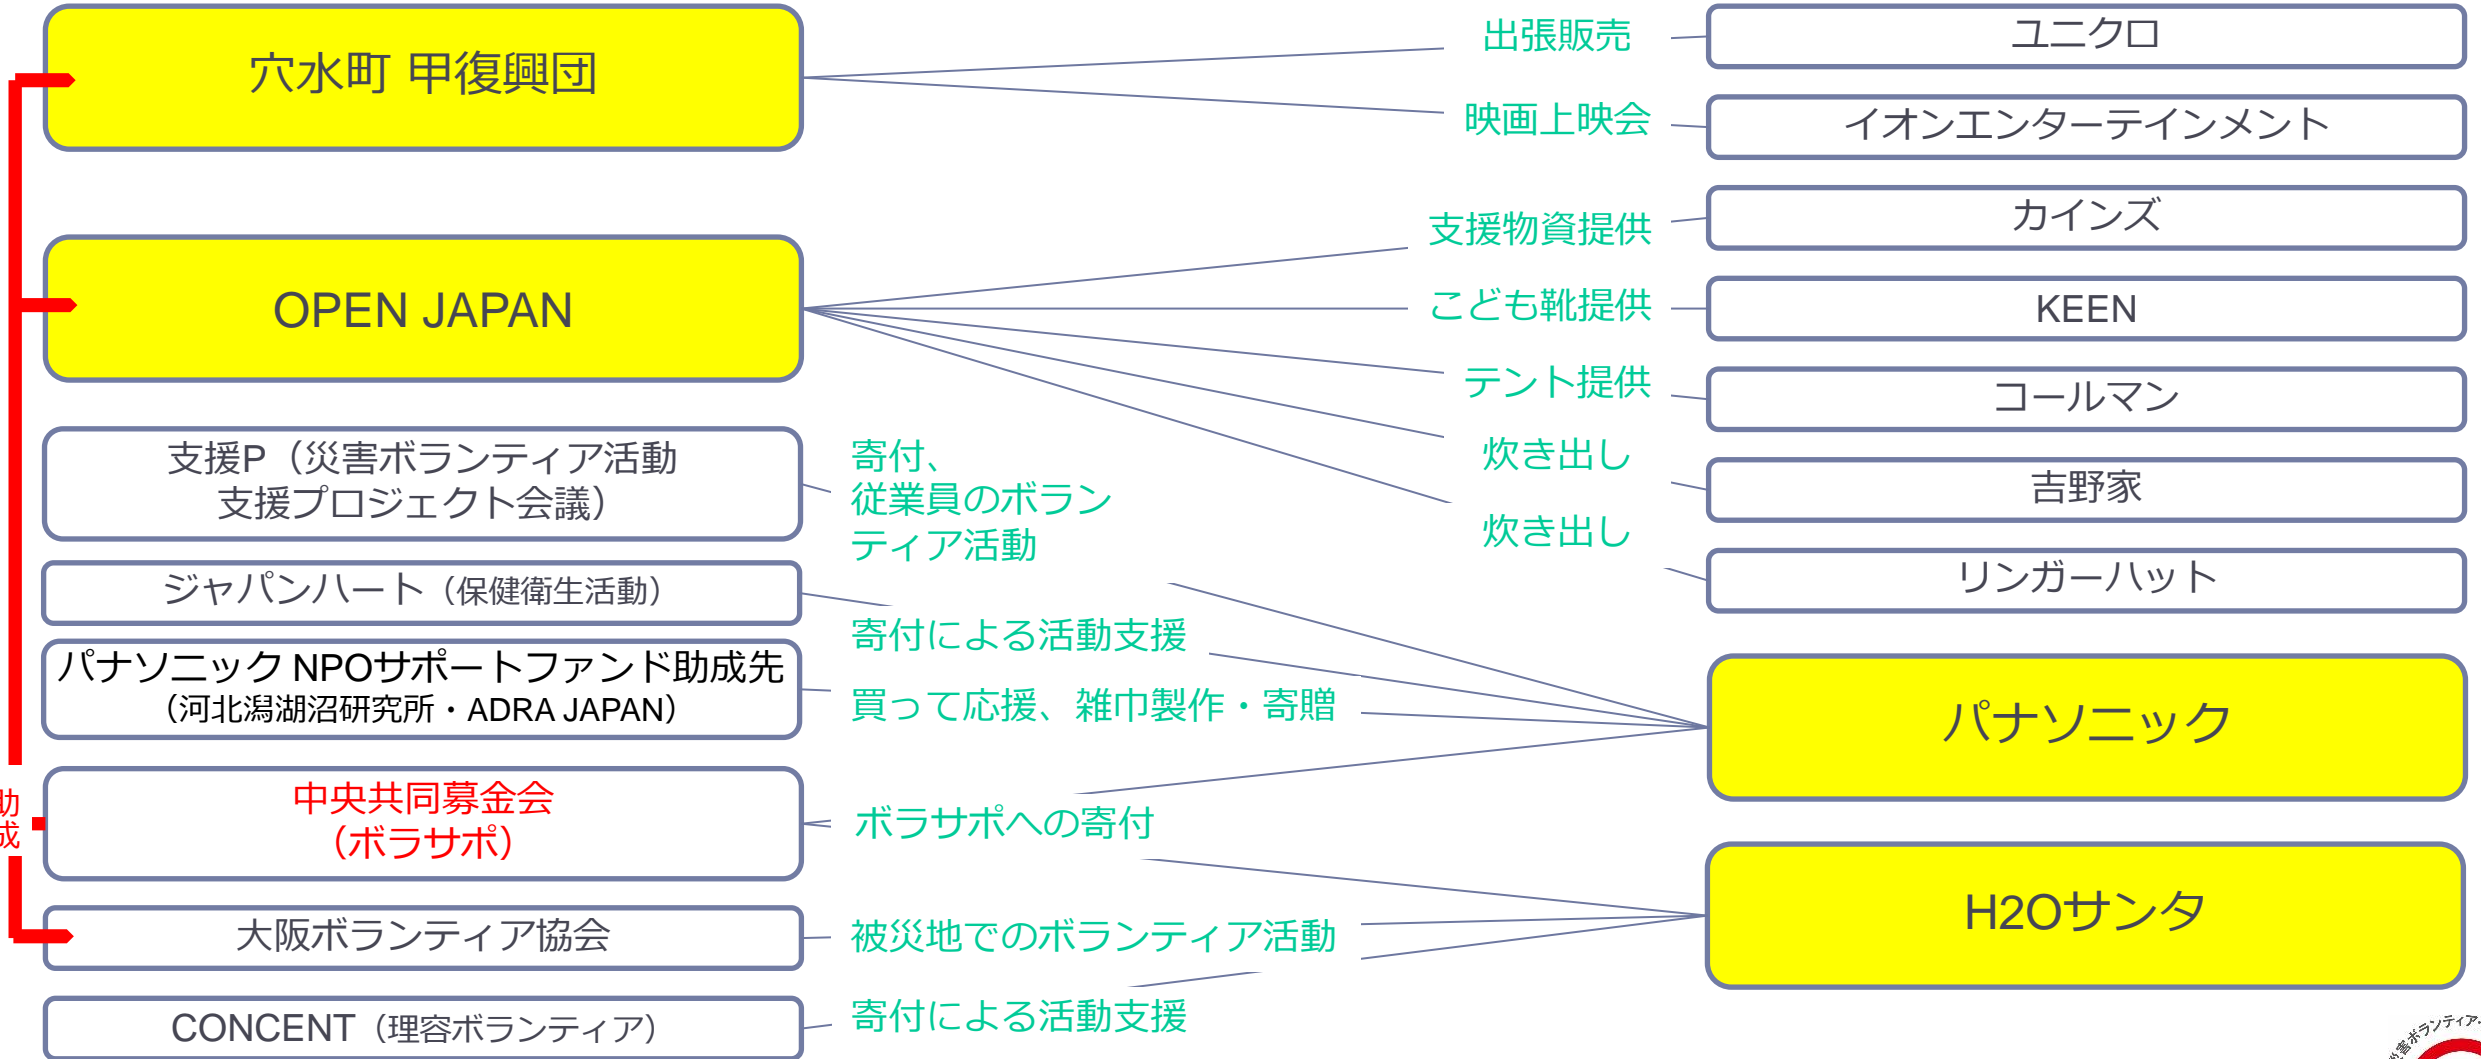 穴水町 甲復興団
出張販売
ユニクロ
映画上映会
イオンエンターテインメント
OPEN JAPAN
支援物資提供
カインズ
こども靴提供
KEEN
テント提供
コールマン
炊き出し
吉野家
炊き出し
リンガーハット
支援P（災害ボランティア活動
支援プロジェクト会議）
寄付、
従業員のボラン
ティア活動
ジャパンハート（保健衛生活動）
寄付による活動支援
パナソニック NPOサポートファンド助成先
（河北潟湖沼研究所・ADRA JAPAN）
買って応援、雑巾製作・寄贈
パナソニック
助
成
中央共同募金会
（ボラサポ）
ボラサポへの寄付
H2Oサンタ
大阪ボランティア協会
被災地でのボランティア活動
CONCENT（理容ボランティア）
寄付による活動支援
災害ボランティア・